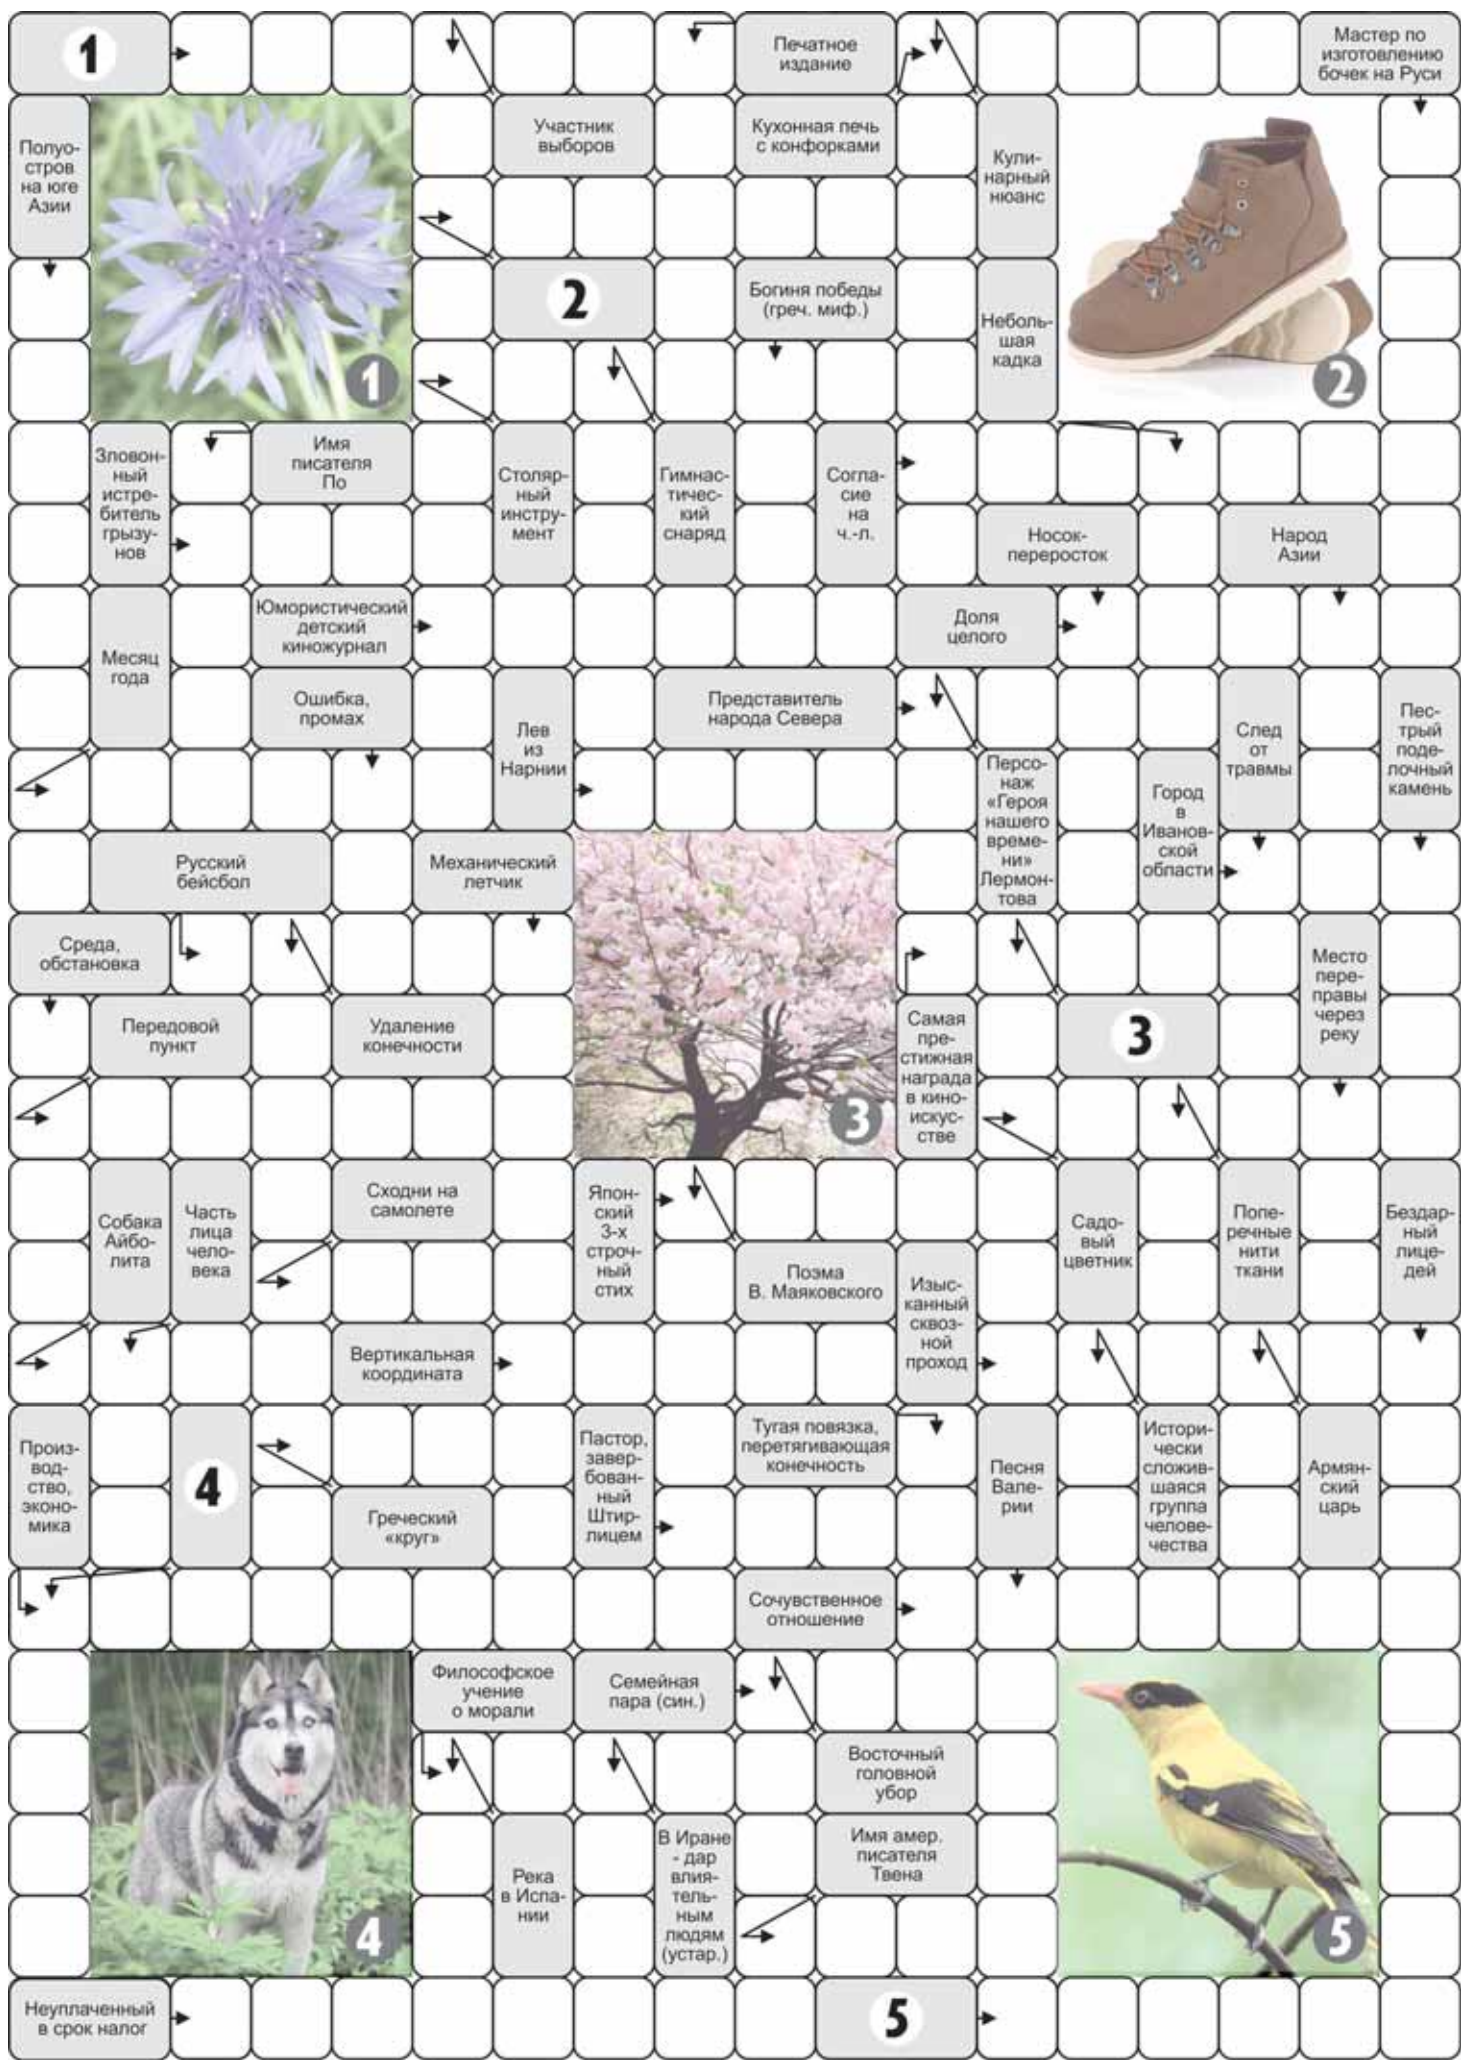 1
Печатное
издание
Мастер по
изготовлению
бочек на Руси
Полуо-
стров
на юге
Азии
Участник
выборов
Кухонная печь
с конфорками
Кули-
нарный
нюанс
2
Богиня победы
(греч. миф.)
Неболь-
шая
кадка
1
2
Зловон-
ный
истре-
битель
грызу-
нов
Имя
писателя
По
Столяр-
ный
инстру-
мент
Гимнас-
тичес-
кий
снаряд
Согла-
сие
на
ч.-л.
Носок-
переросток
Народ
Азии
Месяц
года
Юмористический
детский
киножурнал
Доля
целого
Ошибка,
промах
Лев
из
Нарнии
Представитель
народа Севера
След
от
травмы
Пес-
трый
поде-
лочный
камень
Персо-
наж
«Героя
нашего
време-
ни»
Лермон-
това
Город
в
Иванов-
ской
области
Русский
бейсбол
Механический
летчик
Среда,
обстановка
Место
пере-
правы
через
реку
Передовой
пункт
Удаление
конечности
3
Самая
пре-
стижная
награда
в кино-
искус-
стве
3
Собака
Айбо-
лита
Часть
лица
чело-
века
Сходни на
самолете
Япон-
ский
3-х
строч-
ный
стих
Поэма
В. Маяковского
Изыс-
канный
сквоз-
ной
проход
Садо-
вый
цветник
Попе-
речные
нити
ткани
Бездар-
ный
лице-
дей
Вертикальная
координата
Произ-
вод-
ство,
эконо-
мика
4
Греческий
«круг»
Пастор,
завер-
бован-
ный
Штир-
лицем
Тугая повязка,
перетягивающая
конечность
Песня
Вале-
рии
Истори-
чески
сложив-
шаяся
группа
челове-
чества
Армян-
ский
царь
Сочувственное
отношение
Философское
учение
о морали
Семейная
пара (син.)
Восточный
головной
убор
Река
в Испа-
нии
В Иране
- дар
влия-
тель-
ным
людям
(устар.)
Имя амер.
писателя
Твена
4
5
Неуплаченный
в срок налог
5